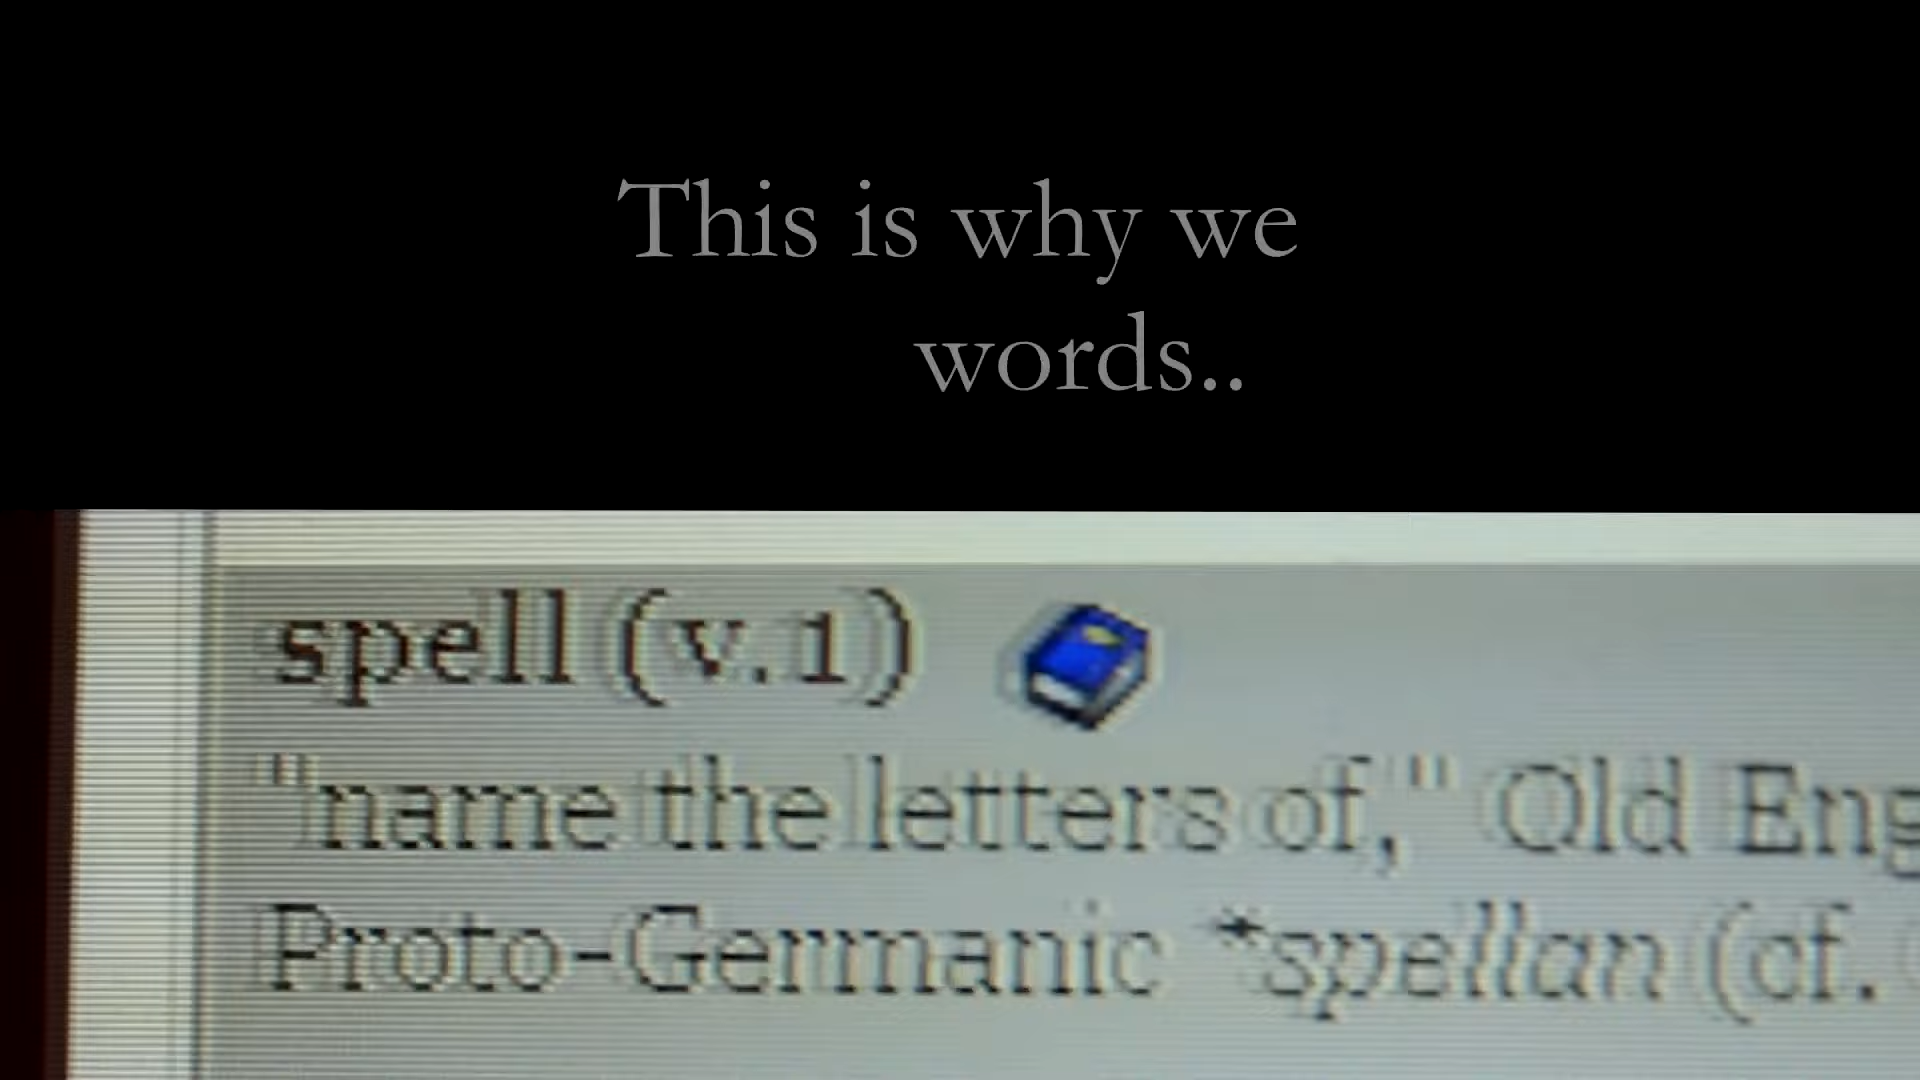 This is why we
words..
spell (v.1)
"name the letters of," Old Eng
Proto-Germanic *spellan (cf.